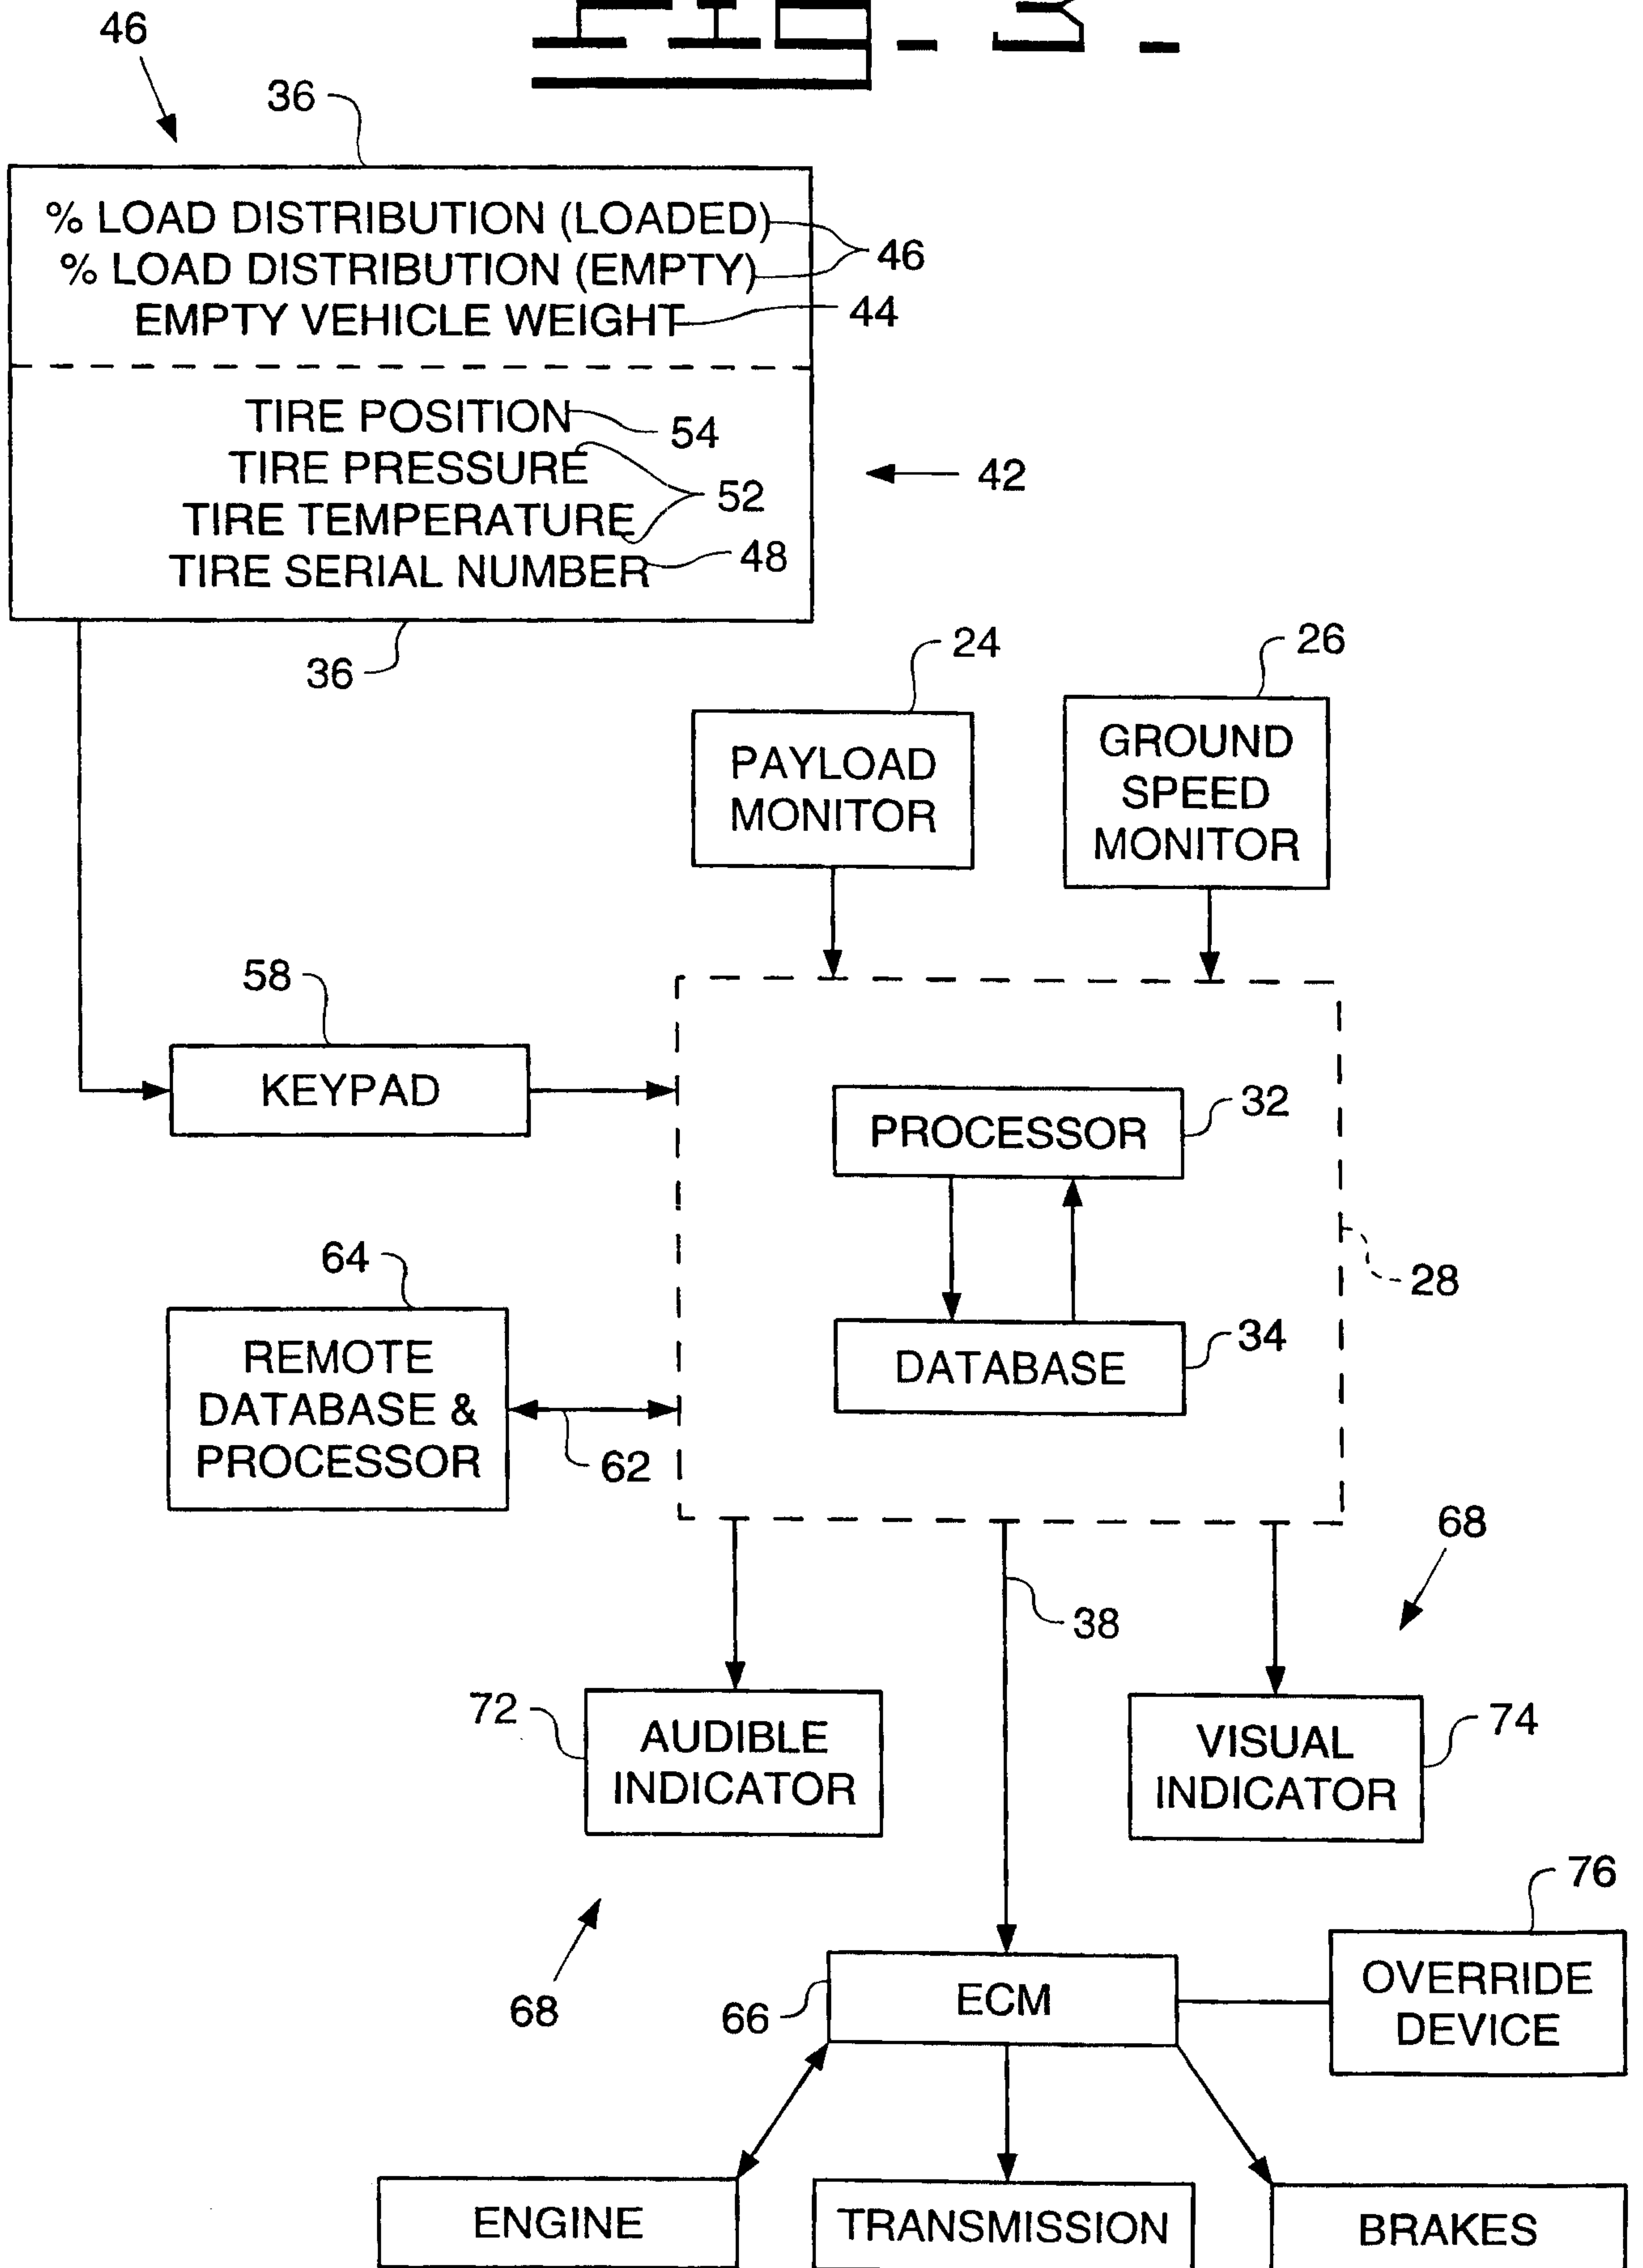 46
36
% LOAD DISTRIBUTION (LOADED)
% LOAD DISTRIBUTION (EMPTY)
46
EMPTY VEHICLE WEIGHT
44
TIRE POSITION
54
TIRE PRESSURE
42
52
TIRE TEMPERATURE
TIRE SERIAL NUMBER
48
36
24
26
PAYLOAD
MONITOR
GROUND
SPEED
MONITOR
58
KEYPAD
PROCESSOR
32
64
28
REMOTE
DATABASE &
PROCESSOR
DATABASE
34
62
68
38
72
AUDIBLE
INDICATOR
VISUAL
INDICATOR
74
76
68
66
ECM
OVERRIDE
DEVICE
ENGINE
TRANSMISSION
BRAKES